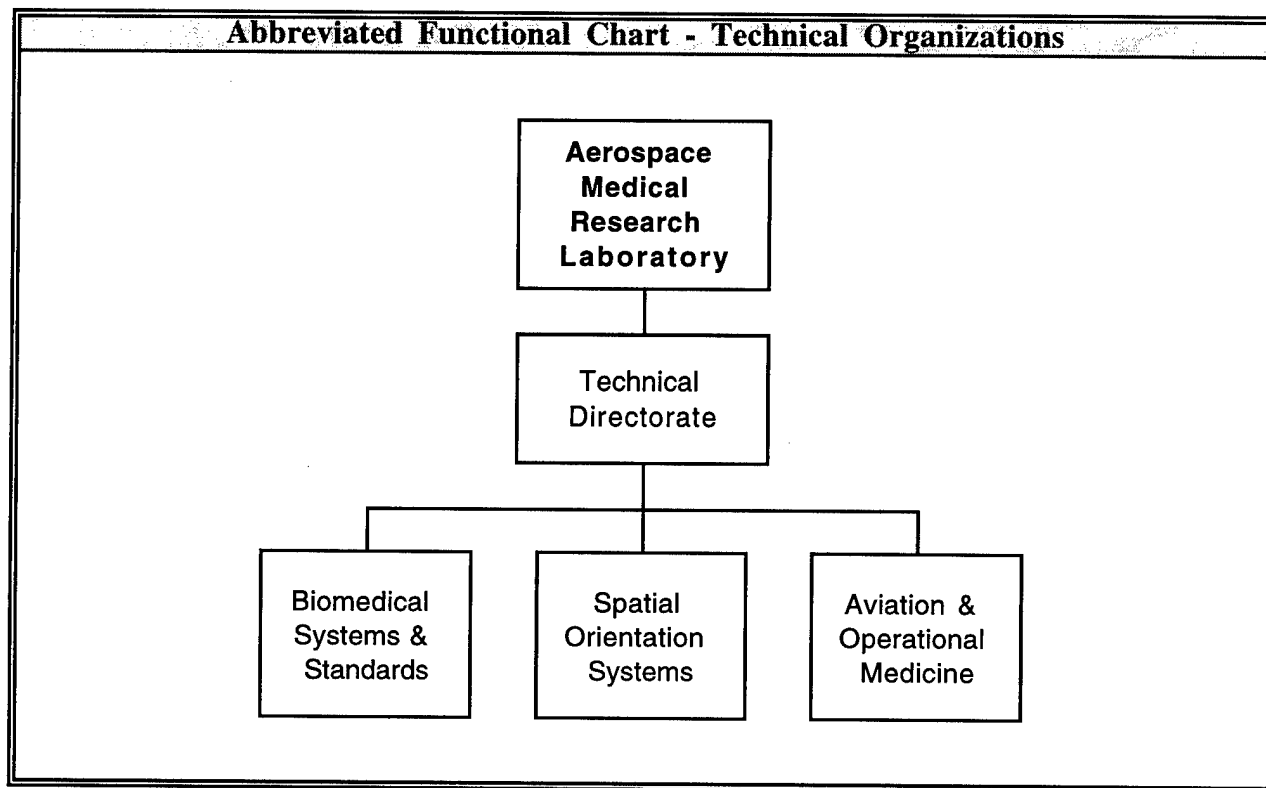 Abbreviated Functional Chart - Technical Organizations
Aerospace
Medical
Research
Laboratory
Technical
Directorate
Biomedical
Systems &
Standards
Spatial
Orientation
Systems
Aviation &
Operational
Medicine